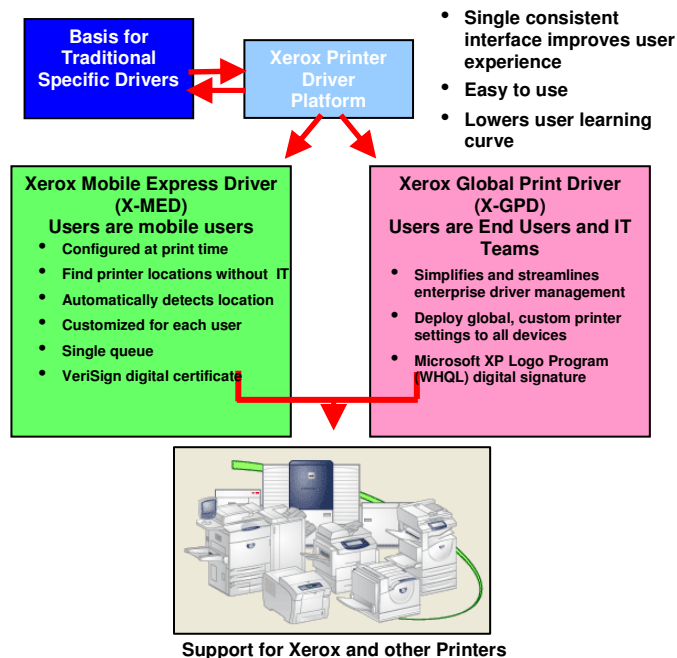 Basis for
Traditional
Specific Drivers
Xerox Printer
Driver
Platform
• Single consistent
interface improves user
experience
• Easy to use
• Lowers user learning
curve
Xerox Mobile Express Driver
(X-MED)
Users are mobile users
• Configured at print time
• Find printer locations without IT
• Automatically detects location
• Customized for each user
• Single queue
• VeriSign digital certificate
Xerox Global Print Driver
(X-GPD)
Users are End Users and IT
Teams
• Simplifies and streamlines
enterprise driver management
• Deploy global, custom printer
settings to all devices
• Microsoft XP Logo Program
(WHQL) digital signature
Support for Xerox and other Printers